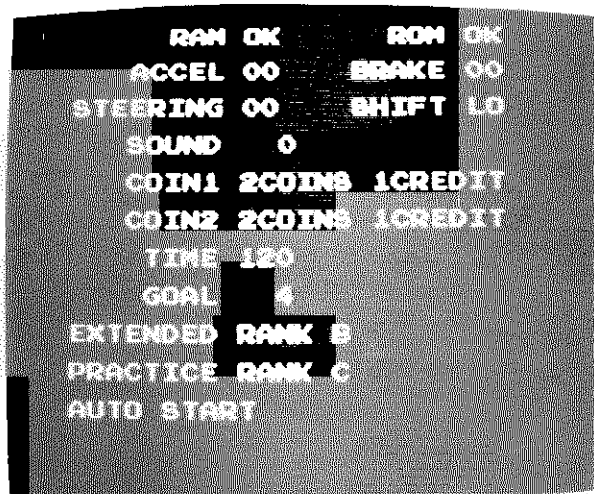 RAM OK ROM OK
ACCEL 00 BRAKE 00
STEERING 00 SHIFT LO
SOUND 0
COIN1 2COINS 1CREDIT
COIN2 2COINS 1CREDIT
TIME 120
GOAL 4
EXTENDED RANK B
PRACTICE RANK C
AUTO START